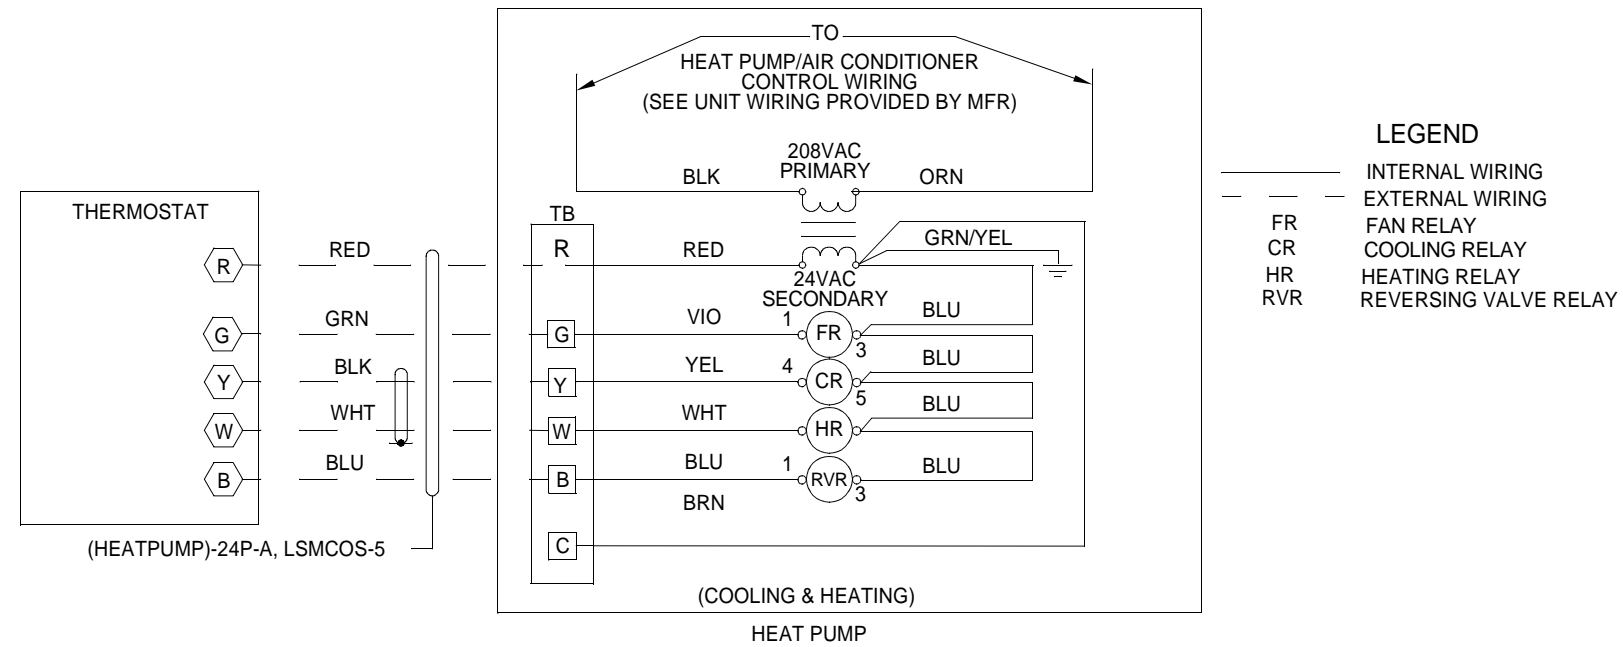 TO
HEAT PUMP/AIR CONDITIONER
CONTROL WIRING
(SEE UNIT WIRING PROVIDED BY MFR)
208VAC
PRIMARY
BLK
ORN
THERMOSTAT
R
G
Y
W
B
RED
GRN
BLK
WHT
BLU
(HEATPUMP)-24P-A, LSMCOS-5
TB
R
G
Y
W
B
C
RED
24VAC
SECONDARY
GRN/YEL
VIO
1
FR
3
BLU
YEL
4
CR
5
BLU
WHT
HR
BLU
BLU
1
RVR
3
BLU
BRN
(COOLING & HEATING)
HEAT PUMP
LEGEND
INTERNAL WIRING
EXTERNAL WIRING
FR FAN RELAY
CR COOLING RELAY
HR HEATING RELAY
RVR REVERSING VALVE RELAY